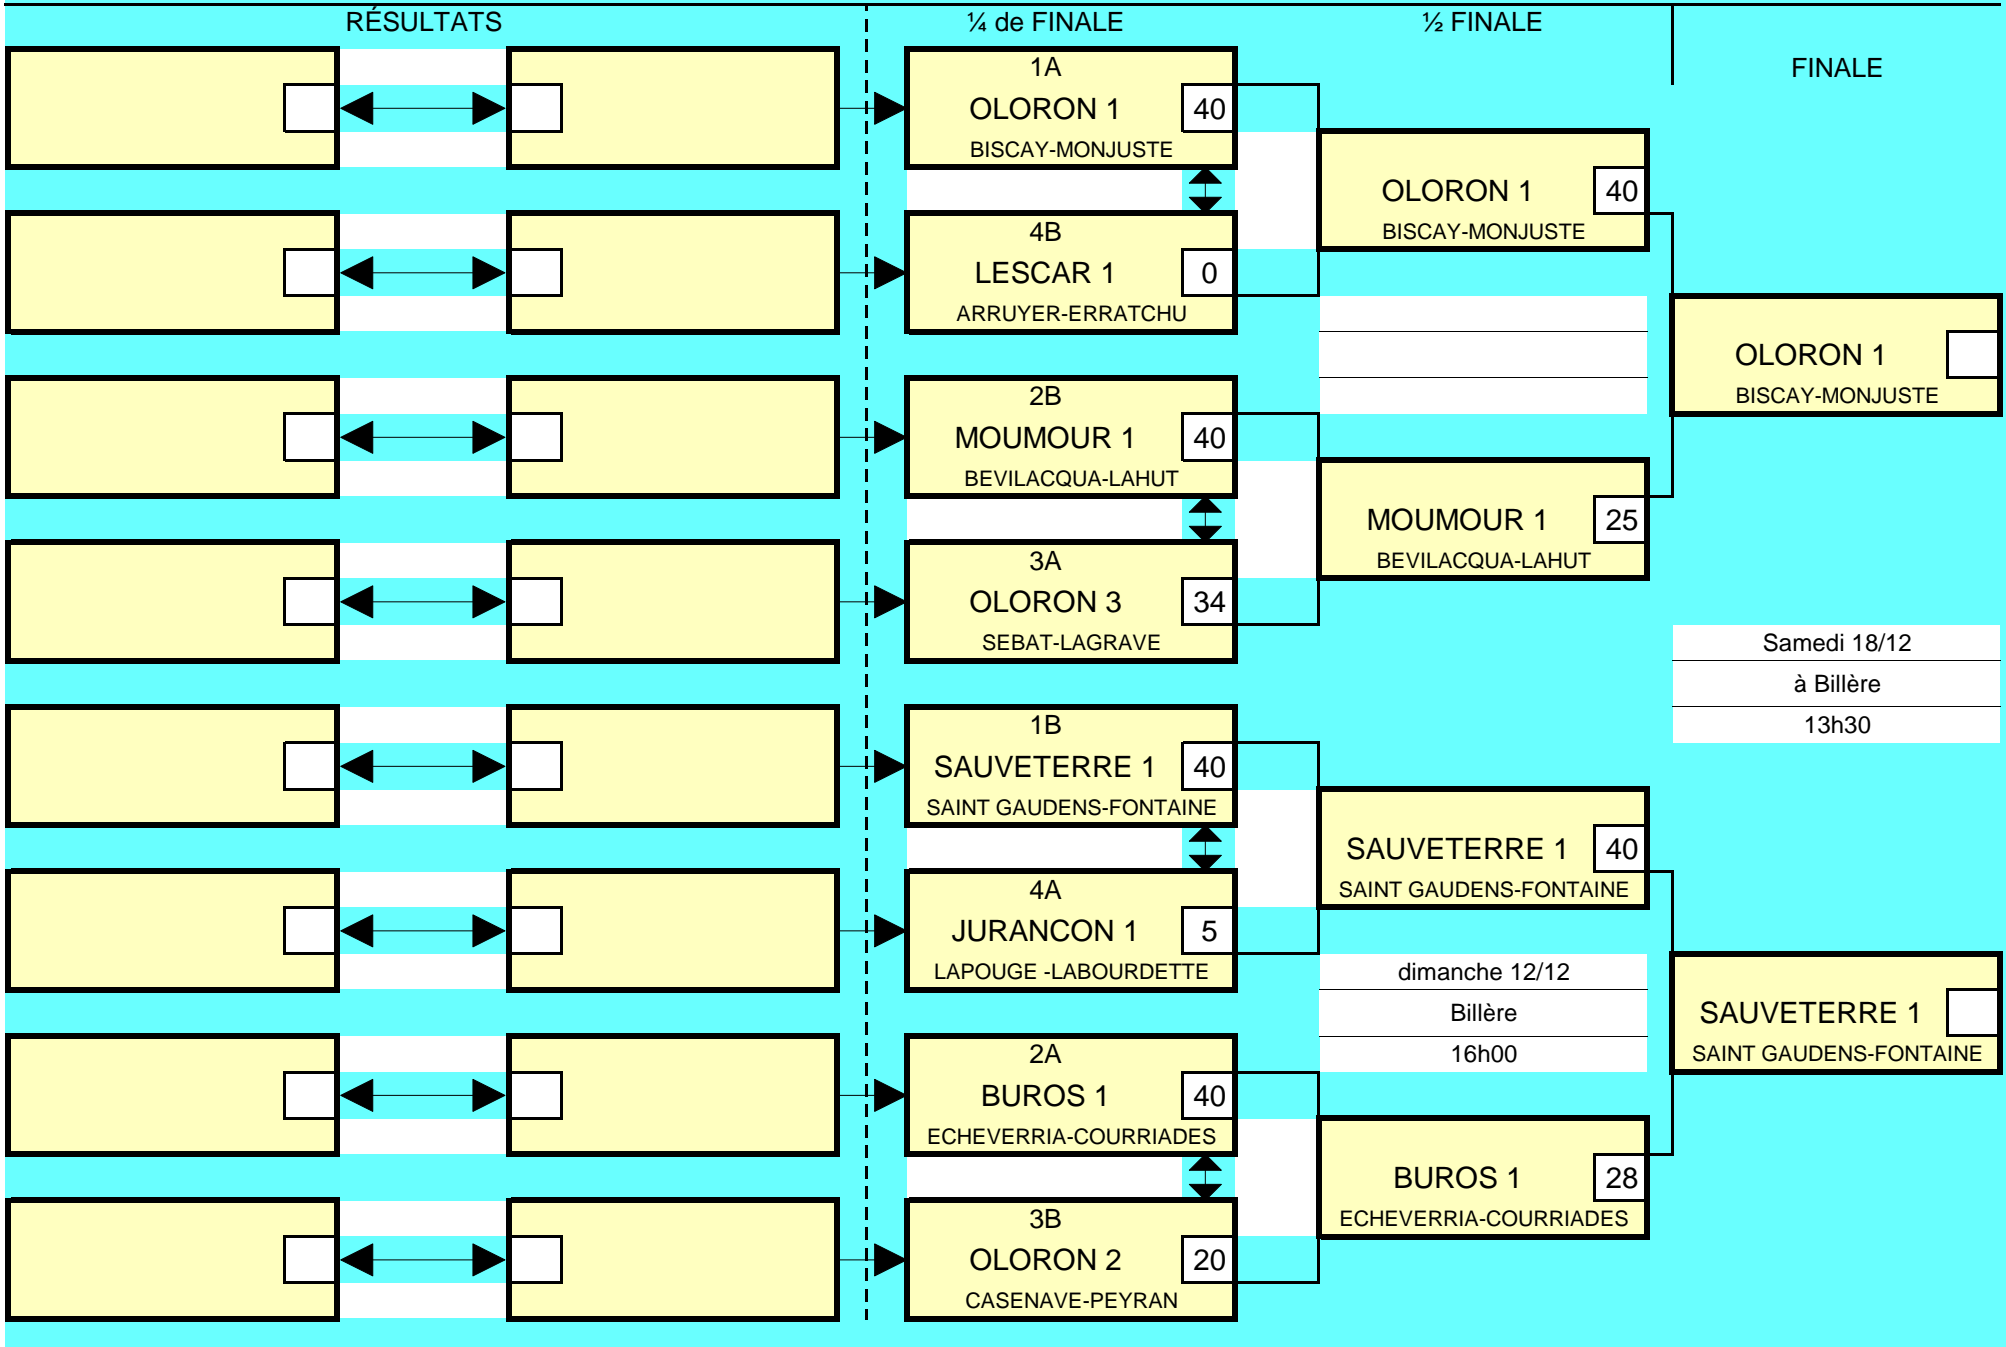 RÉSULTATS
¼ de FINALE
½ FINALE
FINALE
1A
OLORON 1 40
BISCAY-MONJUSTE
4B
LESCAR 1 0
ARRUYER-ERRATCHU
2B
MOUMOUR 1 40
BEVILACQUA-LAHUT
3A
OLORON 3 34
SEBAT-LAGRAVE
1B
SAUVETERRE 1 40
SAINT GAUDENS-FONTAINE
4A
JURANCON 1 5
LAPOUGE -LABOURDETTE
2A
BUROS 1 40
ECHEVERRIA-COURRIADES
3B
OLORON 2 20
CASENAVE-PEYRAN
OLORON 1 40
BISCAY-MONJUSTE
MOUMOUR 1 25
BEVILACQUA-LAHUT
SAUVETERRE 1 40
SAINT GAUDENS-FONTAINE
dimanche 12/12
Billère
16h00
BUROS 1 28
ECHEVERRIA-COURRIADES
OLORON 1
BISCAY-MONJUSTE
Samedi 18/12
à Billère
13h30
SAUVETERRE 1
SAINT GAUDENS-FONTAINE